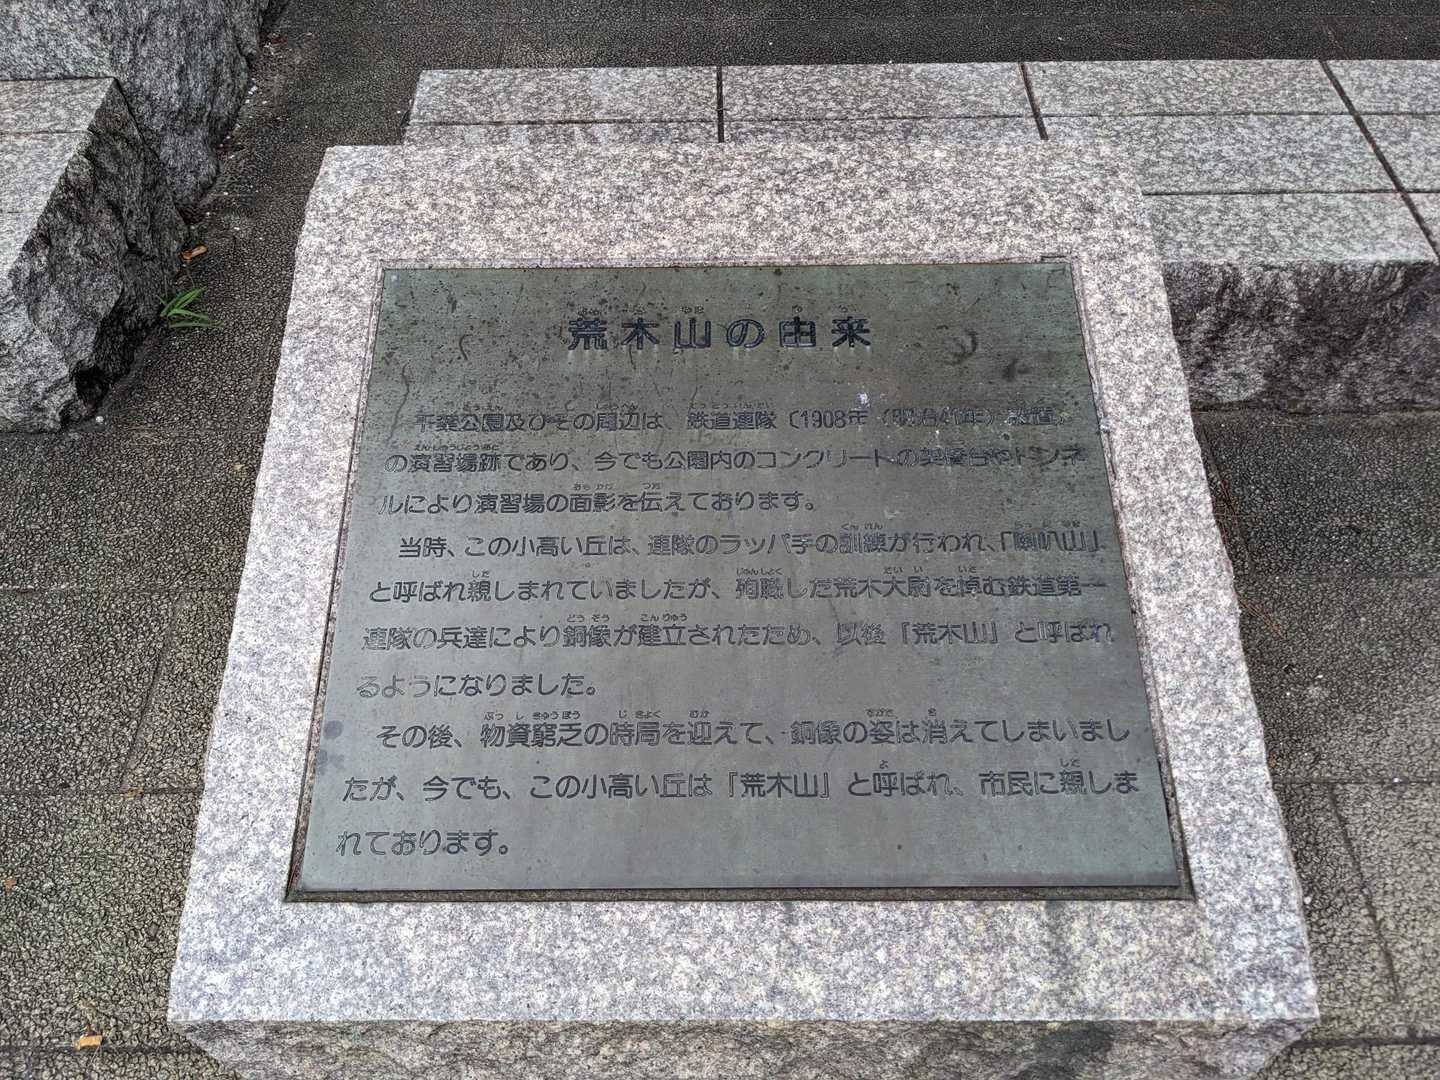 荒木山の由来
千葉公園及びその周辺は、鉄道連隊(1908年(明治41年)設置)
の演習場跡であり、今でも公園内のコンクリートの架橋台やトンネ
ルにより演習場の面影を伝えております。
当時、この小高い丘は、連隊のラッパ手の訓練が行われ、「喇叭山」
と呼ばれ親しまれていましたが、殉職した荒木大尉を悼む鉄道第一
連隊の兵達により銅像が建立されたため、以後「荒木山」と呼ばれ
るようになりました。
その後、物資窮乏の時局を迎えて、銅像の姿は消えてしまいまし
たが、今でも、この小高い丘は「荒木山」と呼ばれ、市民に親しま
れております。